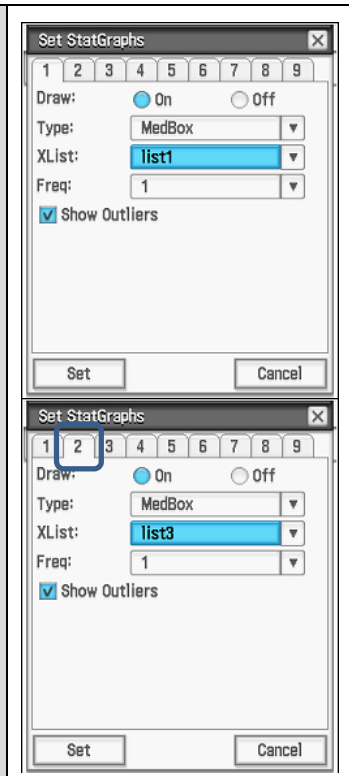 Set StatGraphs
1 2 3 4 5 6 7 8 9
Draw: On Off
Type: MedBox
XList: list1
Freq: 1
Show Outliers
Set Cancel
Set StatGraphs
1 2 3 4 5 6 7 8 9
Draw: On Off
Type: MedBox
XList: list3
Freq: 1
Show Outliers
Set Cancel